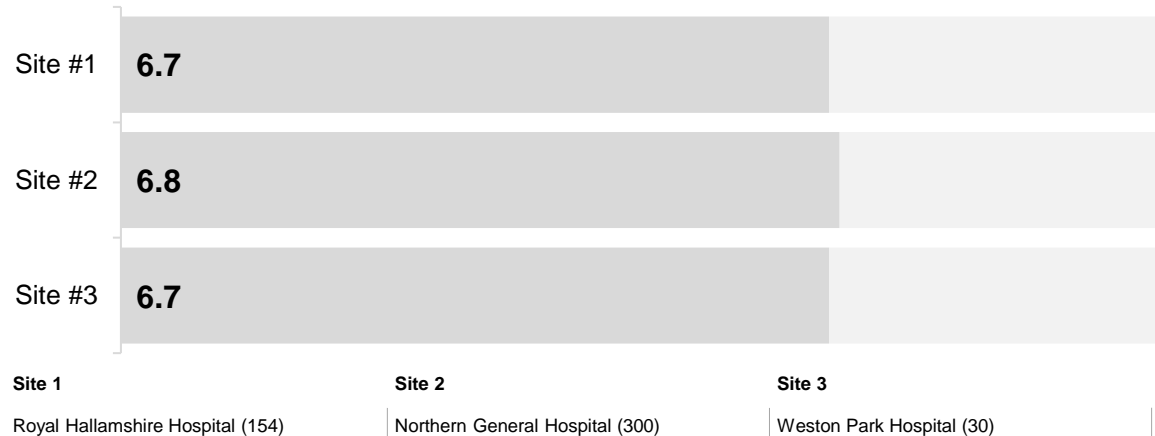 Site #1 6.7
Site #2 6.8
Site #3 6.7
Site 1 Site 2 Site 3
Royal Hallamshire Hospital (154) Northern General Hospital (300) Weston Park Hospital (30)